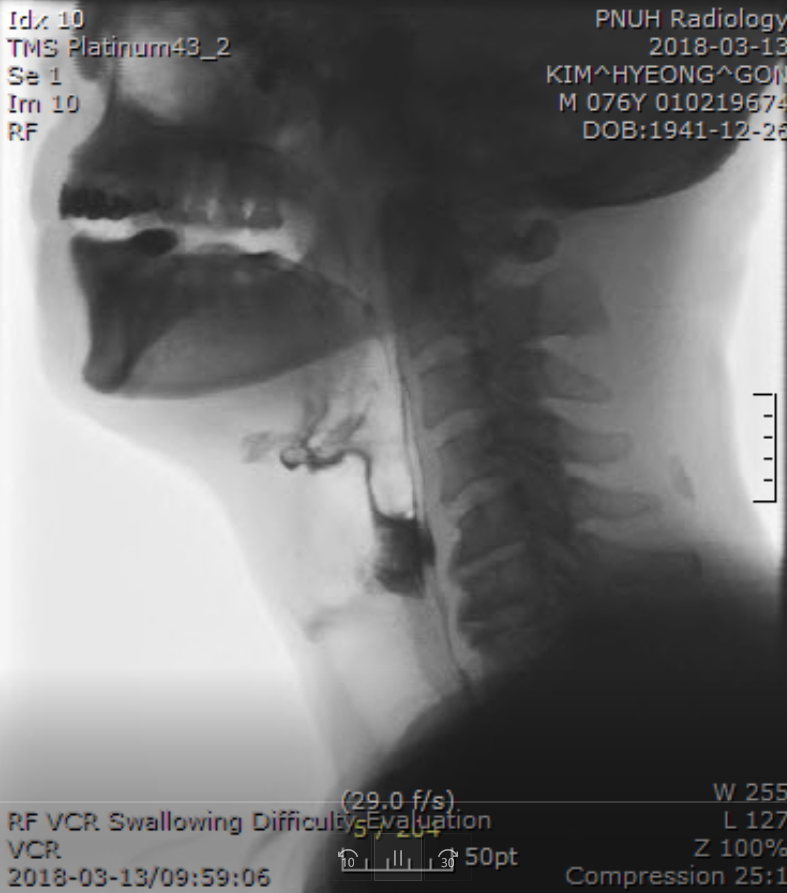 Idx 10
TMS Platinum43_2
Se 1
Im 10
RF
PNUH Radiology
2018-03-13
KIM^HYEONG^GON
M 076Y 010219674
DOB:1941-12-26
(29.0 f/s)
RF VCR Swallowing Difficulty Evaluation
5 / 204
VCR
2018-03-13/09:59:06
10 30 50pt
W 255
L 127
Z 100%
Compression 25:1